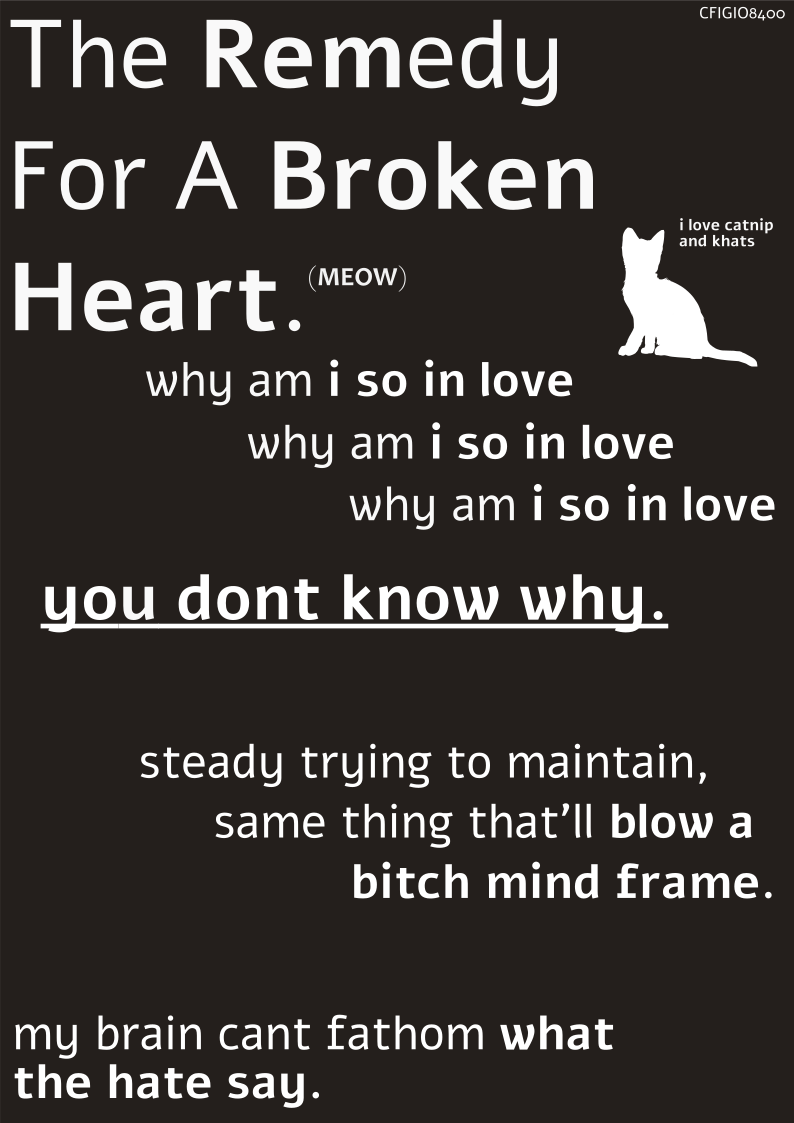 CFIGIO8400
The Remedy
For A Broken
Heart. (MEOW)
i love catnip
and khats
why am i so in love
why am i so in love
why am i so in love
you dont know why.
steady trying to maintain,
same thing that’ll blow a
bitch mind frame.
my brain cant fathom what
the hate say.